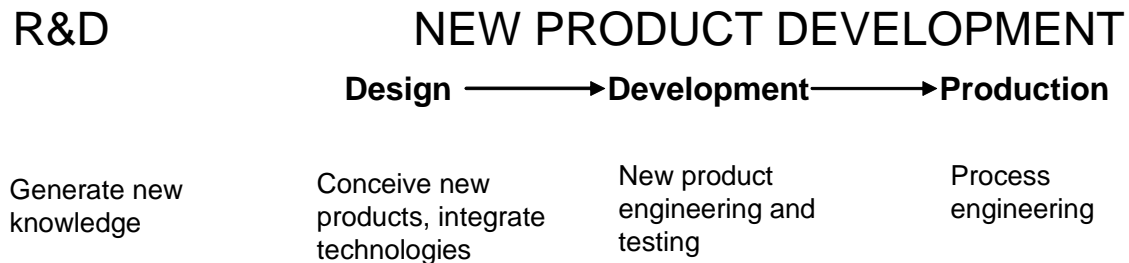 R&D NEW PRODUCT DEVELOPMENT
Design Development Production
Generate new
knowledge
Conceive new
products, integrate
technologies
New product
engineering and
testing
Process
engineering